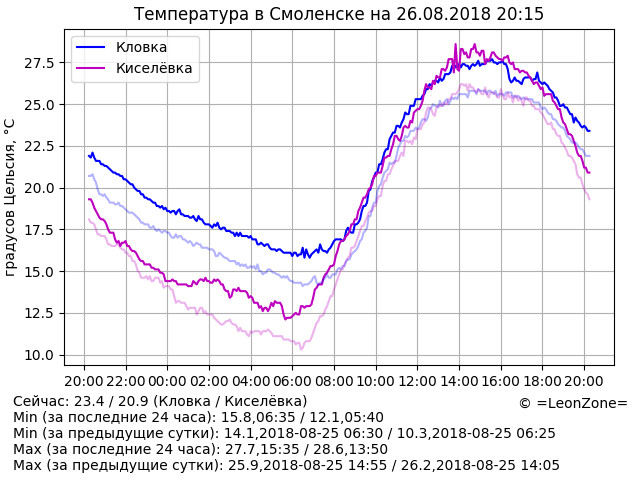 Температура в Смоленске на 26.08.2018 20:15
Кловка
Киселёвка
градусов Цельсия, °C
27.5
25.0
22.5
20.0
17.5
15.0
12.5
10.0
20:00 22:00 00:00 02:00 04:00 06:00 08:00 10:00 12:00 14:00 16:00 18:00 20:00
Сейчас: 23.4 / 20.9 (Кловка / Киселёвка)
© =LeonZone=
Min (за последние 24 часа): 15.8,06:35 / 12.1,05:40
Min (за предыдущие сутки): 14.1,2018-08-25 06:30 / 10.3,2018-08-25 06:25
Max (за последние 24 часа): 27.7,15:35 / 28.6,13:50
Max (за предыдущие сутки): 25.9,2018-08-25 14:55 / 26.2,2018-08-25 14:05